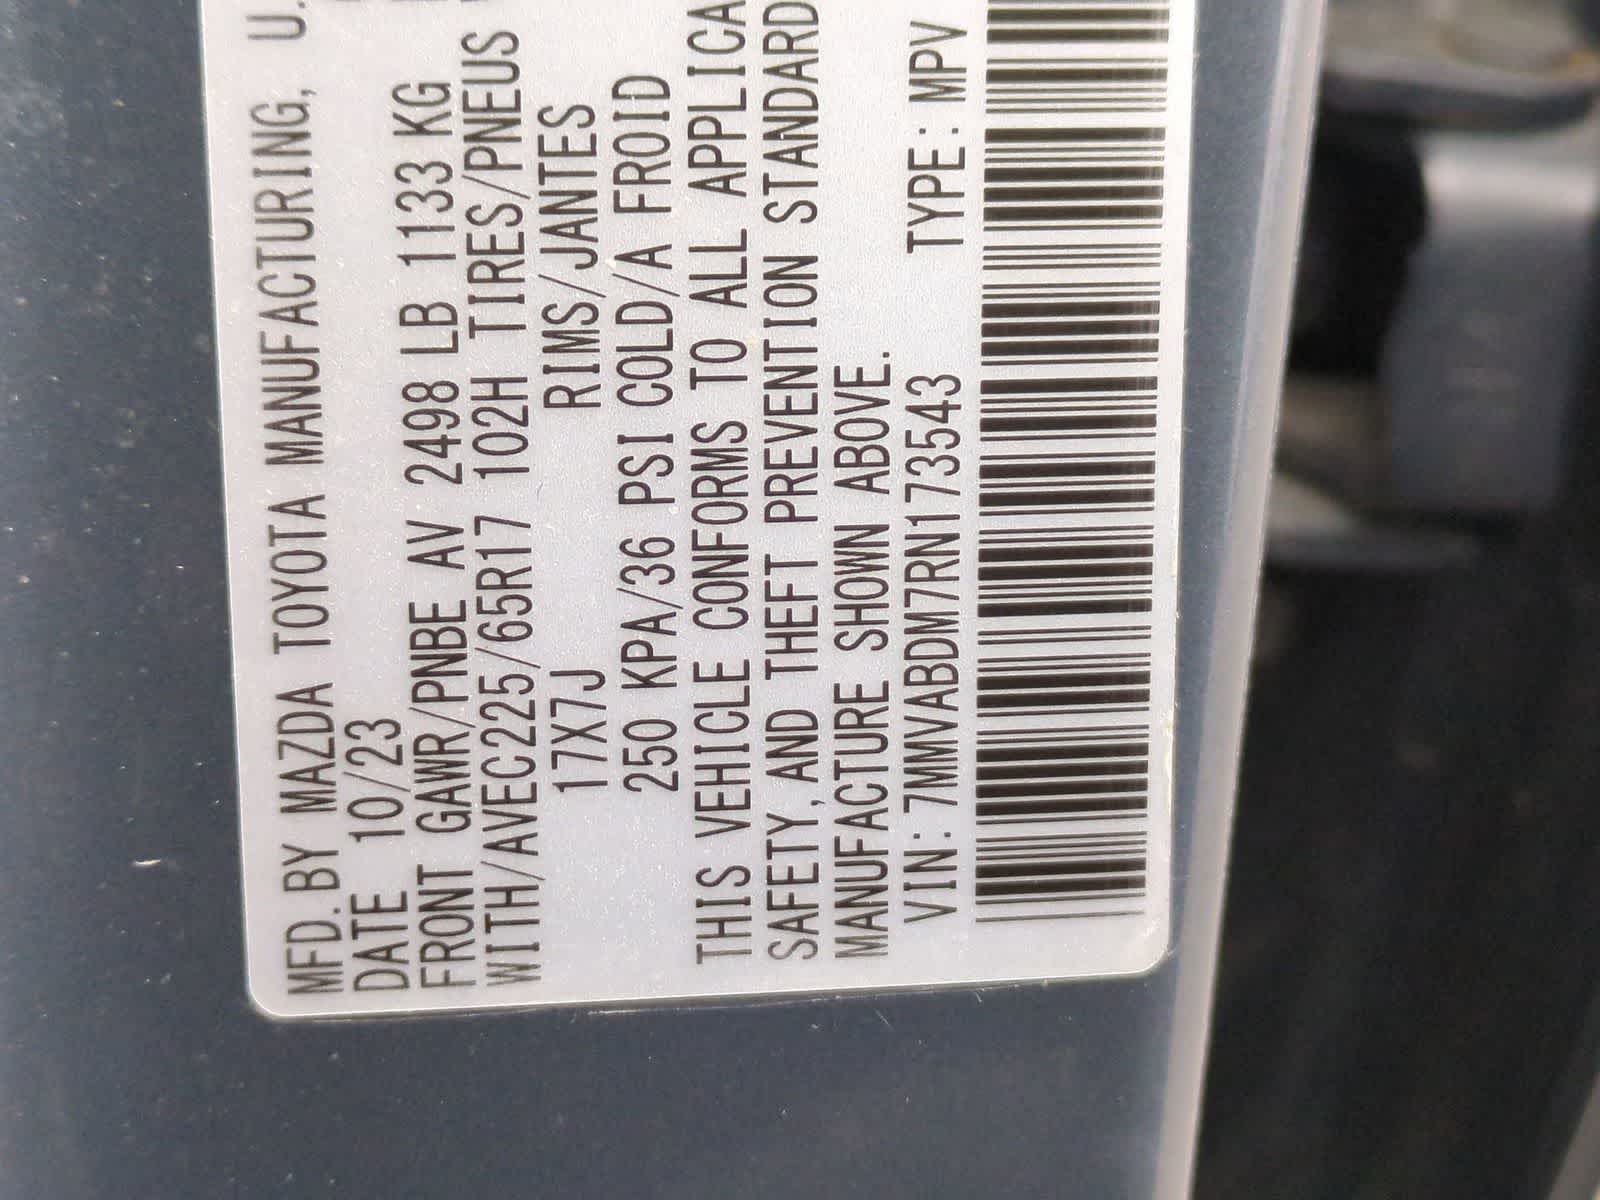 MFD.BY MAZDA TOYOTA MANUFACTURING, U.
DATE 10/23
FRONT GAWR/PNBE AV 2498 LB 1133 KG
WITH/AVEC225/65R17 102H TIRES/PNEUS
17X7J RIMS/JANTES
250 KPA/36 PSI COLD/A FROID
THIS VEHICLE CONFORMS TO ALL APPLICA
SAFETY,AND THEFT PREVENTION STANDARD
MANUFACTURE SHOWN ABOVE.
VIN:7MMVABDM7RN173543 TYPE:MPV